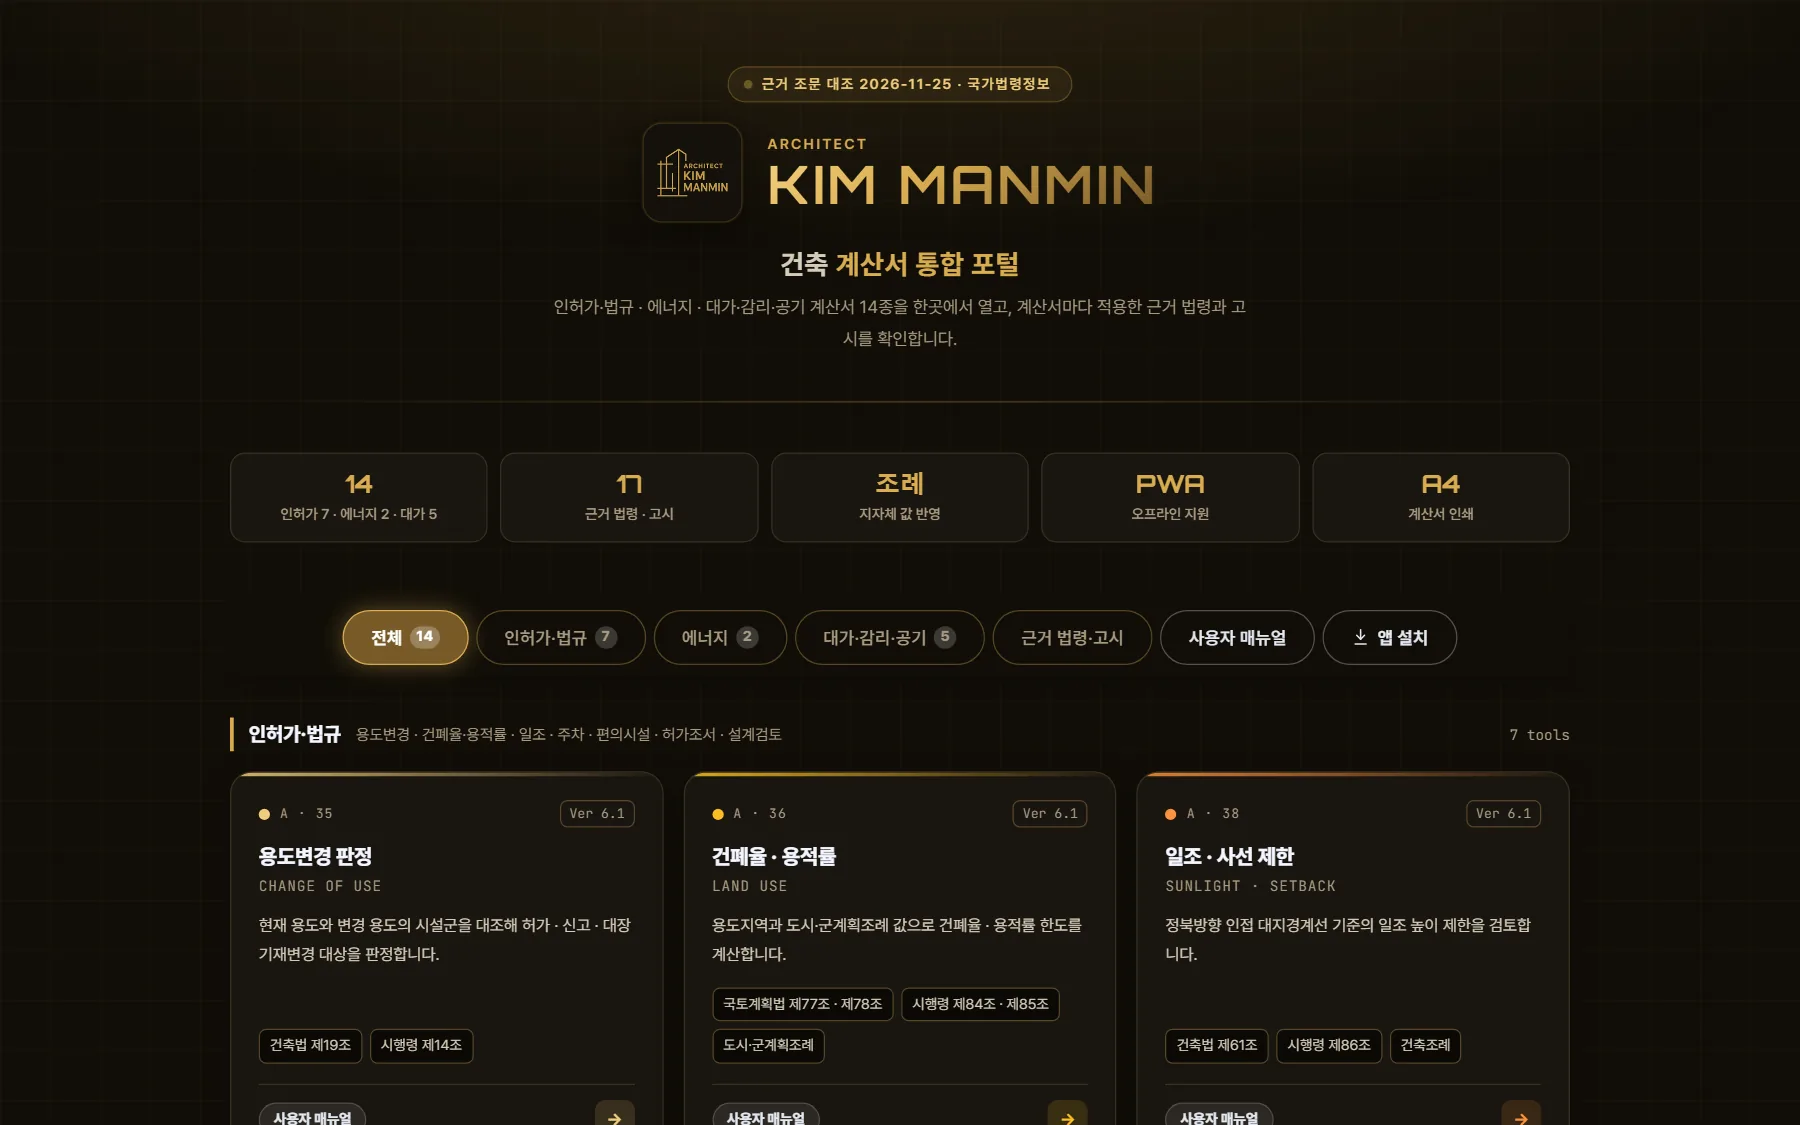 근거 조문 대조 2026-11-25 · 국가법령정보
ARCHITECT
KIM
MANMIN
ARCHITECT
KIM MANMIN
건축 계산서 통합 포털
인허가·법규 · 에너지 · 대가·감리·공기 계산서 14종을 한곳에서 열고, 계산서마다 적용한 근거 법령과 고
시를 확인합니다.
14
인허가 7 · 에너지 2 · 대가 5
17
근거 법령 · 고시
조례
지자체 값 반영
PWA
오프라인 지원
A4
계산서 인쇄
전체 14
인허가·법규 7
에너지 2
대가·감리·공기 5
근거 법령·고시
사용자 매뉴얼
앱 설치
인허가·법규 용도변경 · 건폐율·용적률 · 일조 · 주차 · 편의시설 · 허가조서 · 설계검토
7 tools
A · 35
Ver 6.1
용도변경 판정
CHANGE OF USE
현재 용도와 변경 용도의 시설군을 대조해 허가 · 신고 · 대장
기재변경 대상을 판정합니다.
건축법 제19조
시행령 제14조
사용자 매뉴얼
A · 36
Ver 6.1
건폐율 · 용적률
LAND USE
용도지역과 도시·군계획조례 값으로 건폐율 · 용적률 한도를
계산합니다.
국토계획법 제77조 · 제78조
시행령 제84조 · 제85조
도시·군계획조례
사용자 매뉴얼
A · 38
Ver 6.1
일조 · 사선 제한
SUNLIGHT · SETBACK
정북방향 인접 대지경계선 기준의 일조 높이 제한을 검토합
니다.
건축법 제61조
시행령 제86조
건축조례
사용자 매뉴얼